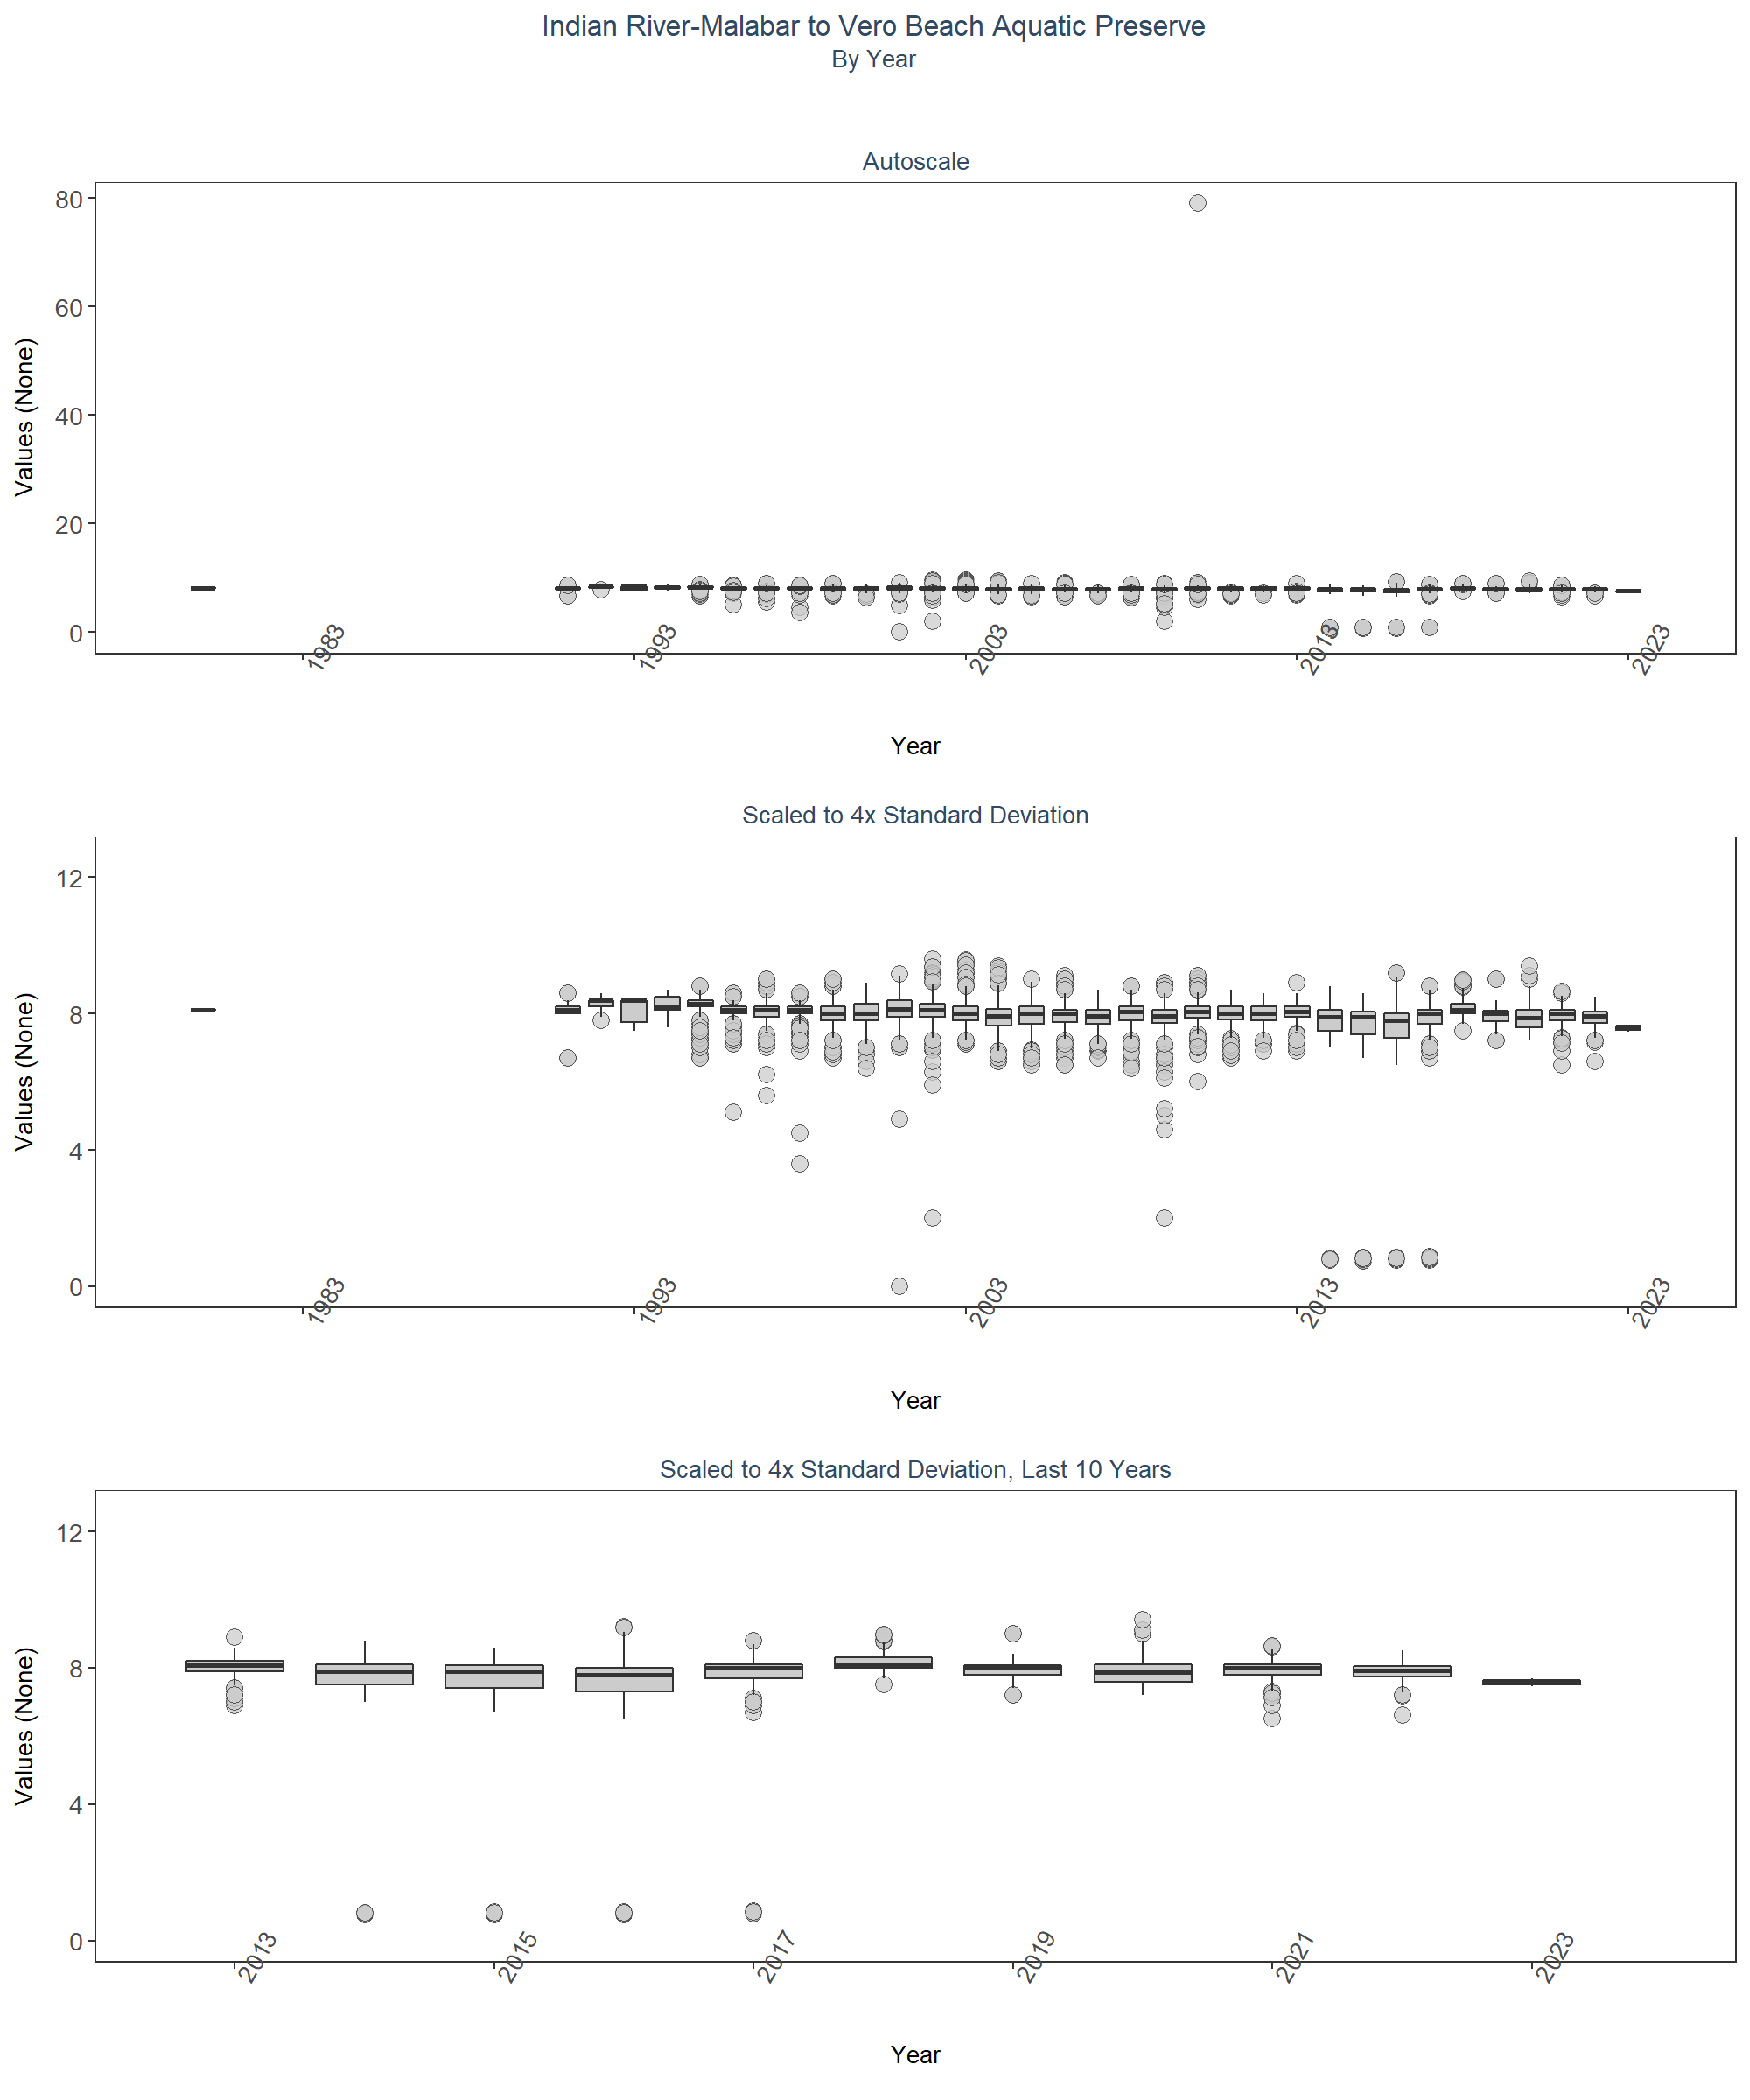 Indian River-Malabar to Vero Beach Aquatic Preserve
By Year
Autoscale
80
60
40
20
0
Values (None)
1983
1993
2003
2013
2023
Year
Scaled to 4x Standard Deviation
12
8
4
0
Values (None)
1983
1993
2003
2013
2023
Year
Scaled to 4x Standard Deviation, Last 10 Years
12
8
4
0
Values (None)
2013
2015
2017
2019
2021
2023
Year